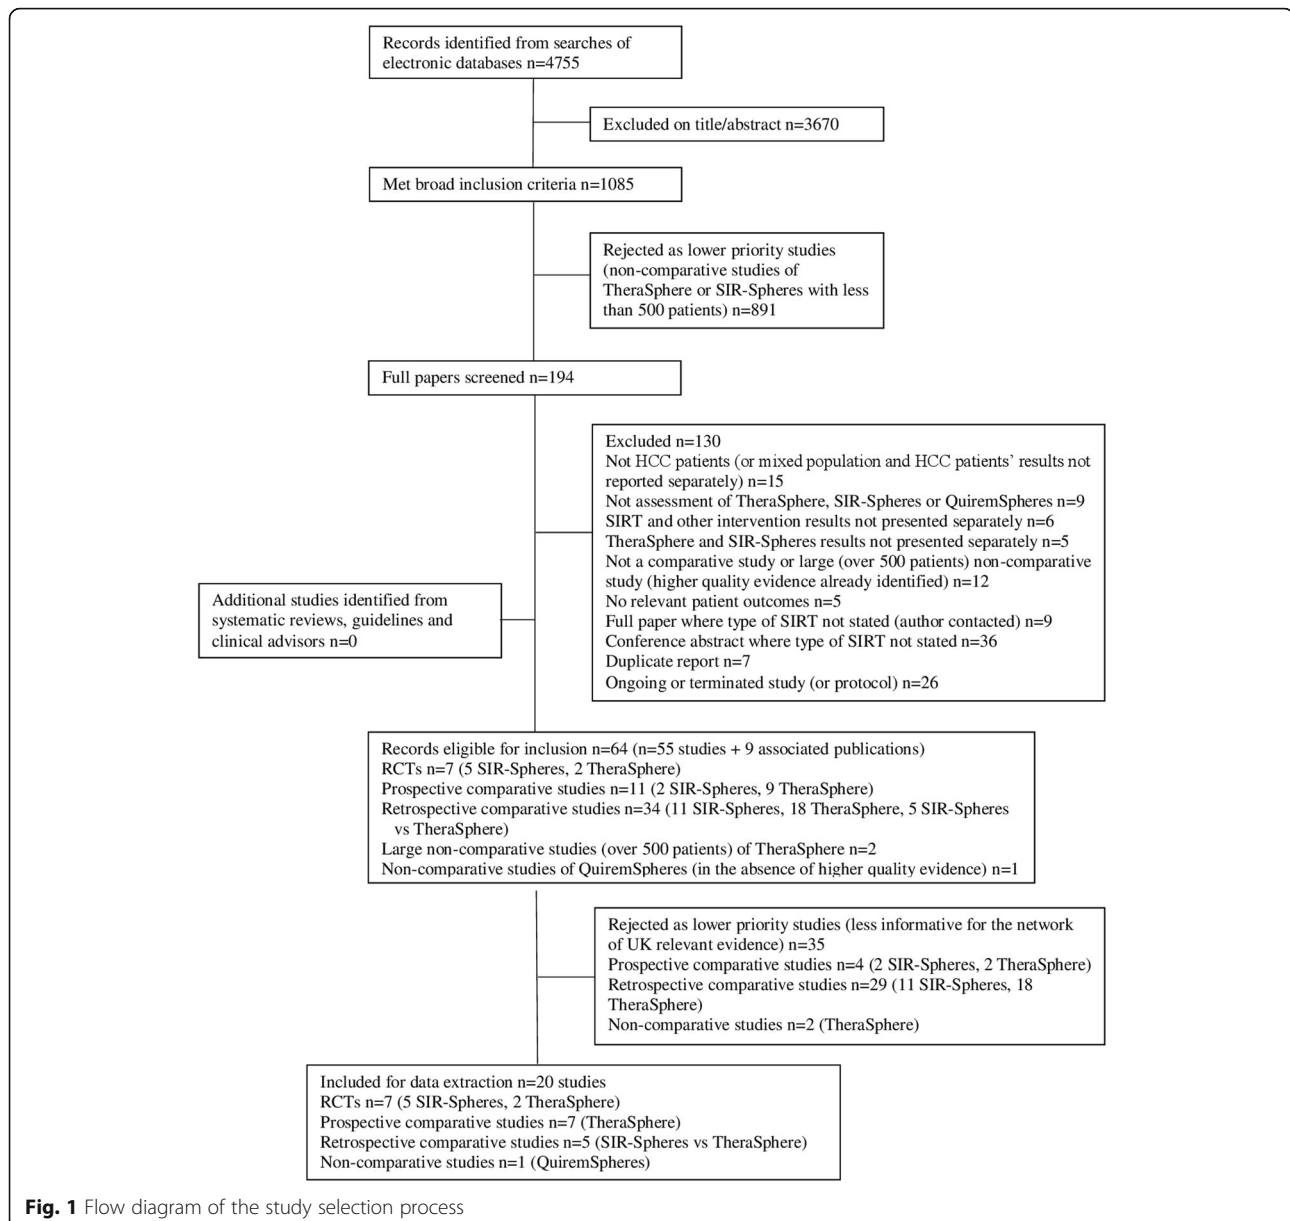 Records identified from searches of
electronic databases n=4755
Excluded on title/abstract n=3670
Met broad inclusion criteria n=1085
Rejected as lower priority studies
(non-comparative studies of
TheraSphere or SIR-Spheres with less
than 500 patients) n=891
Full papers screened n=194
Excluded n=130
Not HCC patients (or mixed population and HCC patients’ results not
reported separately) n=15
Not assessment of TheraSphere, SIR-Spheres or QuiremSpheres n=9
SIRT and other intervention results not presented separately n=6
TheraSphere and SIR-Spheres results not presented separately n=5
Not a comparative study or large (over 500 patients) non-comparative
study (higher quality evidence already identified) n=12
No relevant patient outcomes n=5
Full paper where type of SIRT not stated (author contacted) n=9
Conference abstract where type of SIRT not stated n=36
Duplicate report n=7
Ongoing or terminated study (or protocol) n=26
Additional studies identified from
systematic reviews, guidelines and
clinical advisors n=0
Records eligible for inclusion n=64 (n=55 studies + 9 associated publications)
RCTs n=7 (5 SIR-Spheres, 2 TheraSphere)
Prospective comparative studies n=11 (2 SIR-Spheres, 9 TheraSphere)
Retrospective comparative studies n=34 (11 SIR-Spheres, 18 TheraSphere, 5 SIR-Spheres
vs TheraSphere)
Large non-comparative studies (over 500 patients) of TheraSphere n=2
Non-comparative studies of QuiremSpheres (in the absence of higher quality evidence) n=1
Rejected as lower priority studies (less informative for the network
of UK relevant evidence) n=35
Prospective comparative studies n=4 (2 SIR-Spheres, 2 TheraSphere)
Retrospective comparative studies n=29 (11 SIR-Spheres, 18
TheraSphere)
Non-comparative studies n=2 (TheraSphere)
Included for data extraction n=20 studies
RCTs n=7 (5 SIR-Spheres, 2 TheraSphere)
Prospective comparative studies n=7 (TheraSphere)
Retrospective comparative studies n=5 (SIR-Spheres vs TheraSphere)
Non-comparative studies n=1 (QuiremSpheres)
Fig. 1 Flow diagram of the study selection process